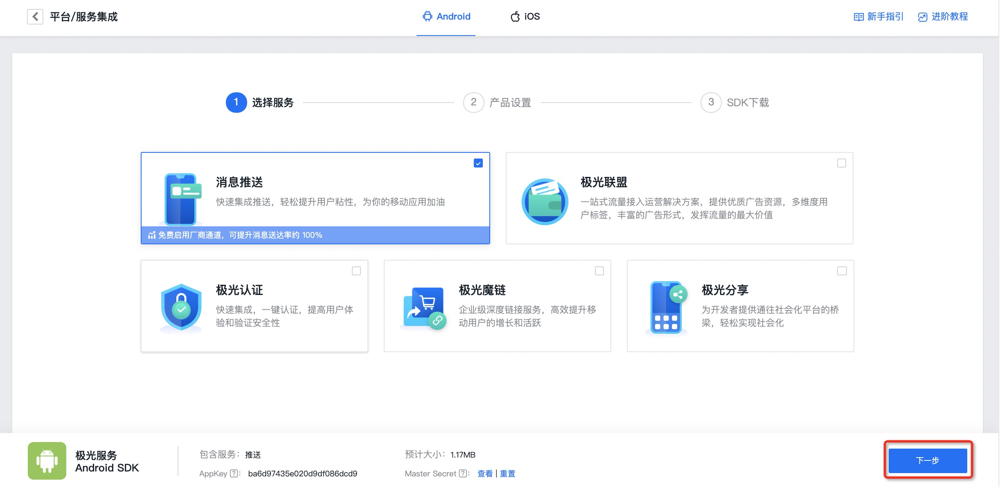 平台/服务集成
Android
iOS
新手指引
进阶教程
1 选择服务
2 产品设置
3 SDK下载
消息推送
快速集成推送，轻松提升用户粘性，为你的移动应用加油
免费启用厂商通道，可提升消息送达率约 100%
极光联盟
一站式流量接入运营解决方案，提供优质广告资源，多维度用
户标签，丰富的广告形式，发挥流量的最大价值
极光认证
快速集成，一键认证，提高用户体
验和验证安全性
极光魔链
企业级深度链接服务，高效提升移
动用户的增长和活跃
极光分享
为开发者提供通往社会化平台的桥
梁，轻松实现社会化
极光服务
Android SDK
包含服务： 推送
AppKey ?： ba6d97435e020d9df086dcd9
预计大小： 1.17MB
Master Secret ?： 查看 | 重置
下一步